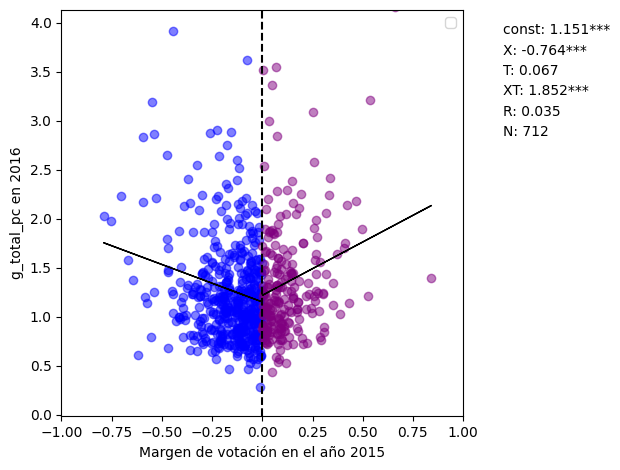 4.0
3.5
3.0
2.5
2.0
1.5
1.0
0.5
0.0
g_total_pc en 2016
−1.00 −0.75 −0.50 −0.25 0.00 0.25 0.50 0.75 1.00
Margen de votación en el año 2015
const: 1.151***
X: -0.764***
T: 0.067
XT: 1.852***
R: 0.035
N: 712